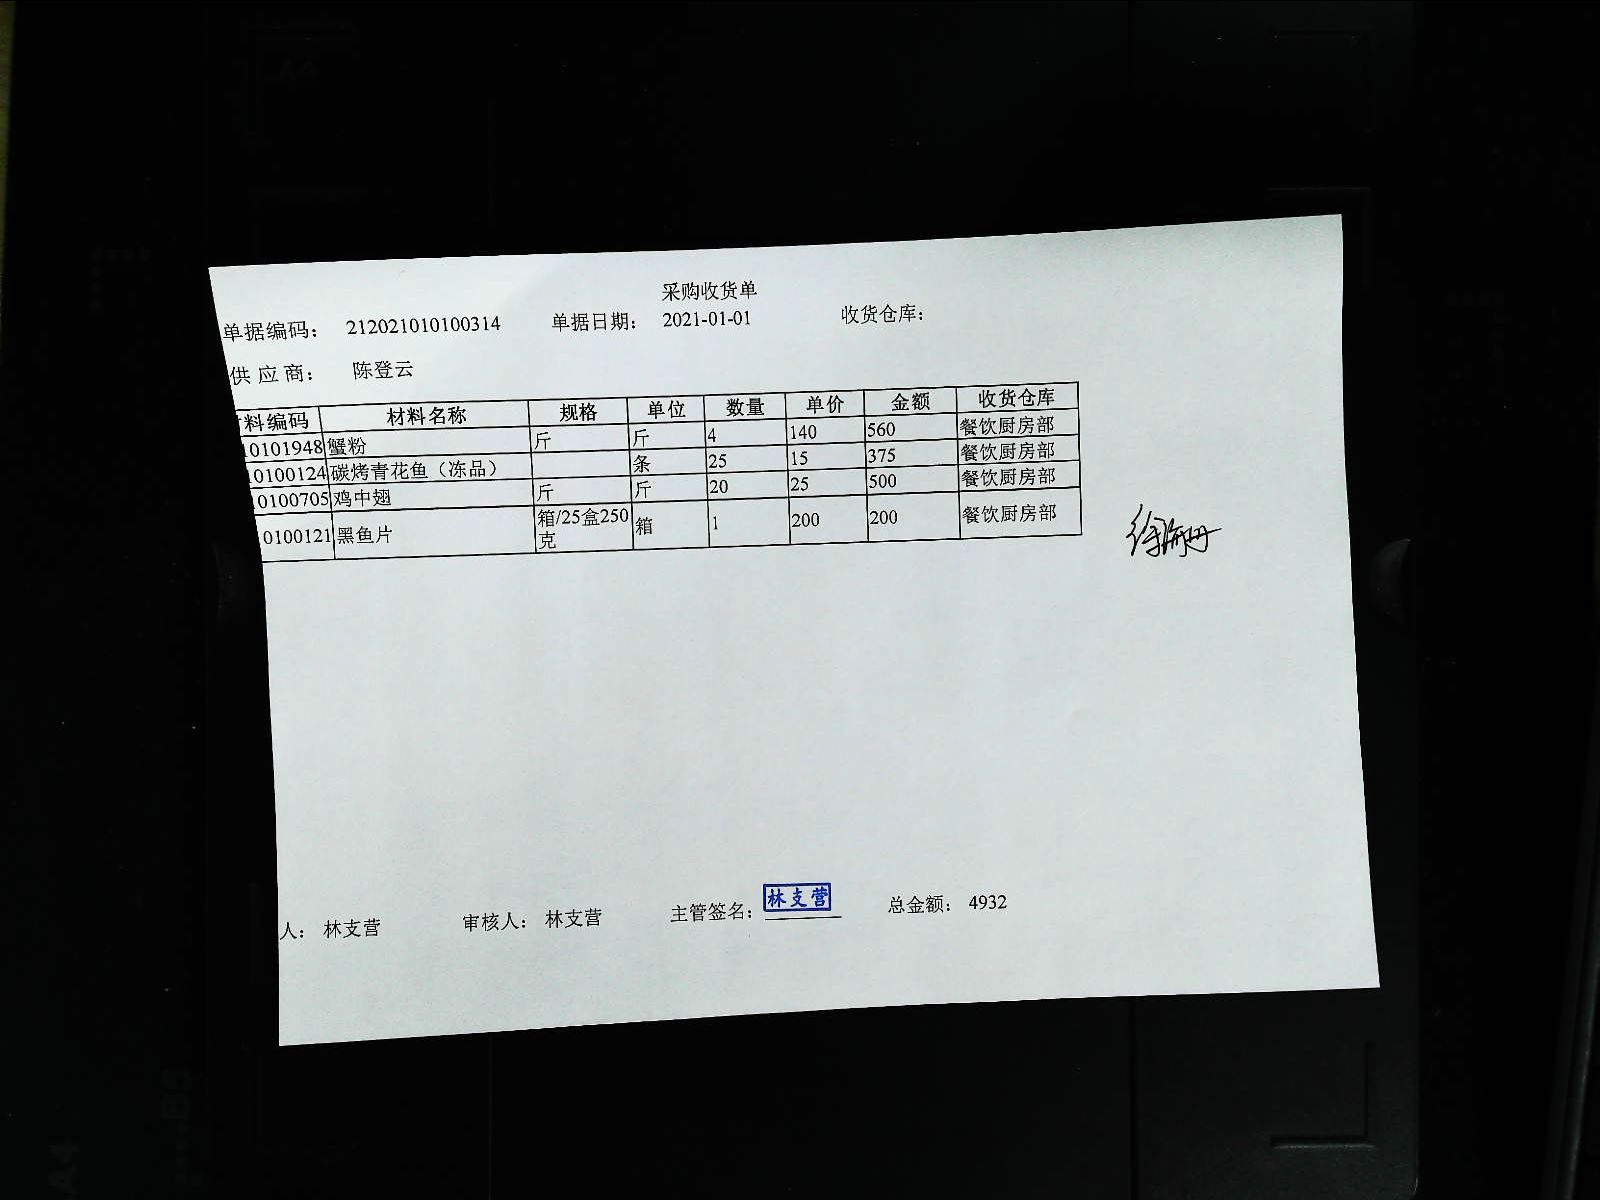 采购收货单
单据编码: 212021010100314 单据日期: 2021-01-01 收货仓库:
供应商: 陈登云
料编码 材料名称 规格 单位 数量 单价 金额 收货仓库
10101948 蟹粉 斤 斤 4 140 560 餐饮厨房部
10100124 碳烤青花鱼（冻品） 条 25 15 375 餐饮厨房部
10100705 鸡中翅 斤 斤 20 25 500 餐饮厨房部
0100121 黑鱼片 箱/25盒250克 箱 1 200 200 餐饮厨房部
人: 林支营 审核人: 林支营 主管签名: 林支营 总金额: 4932